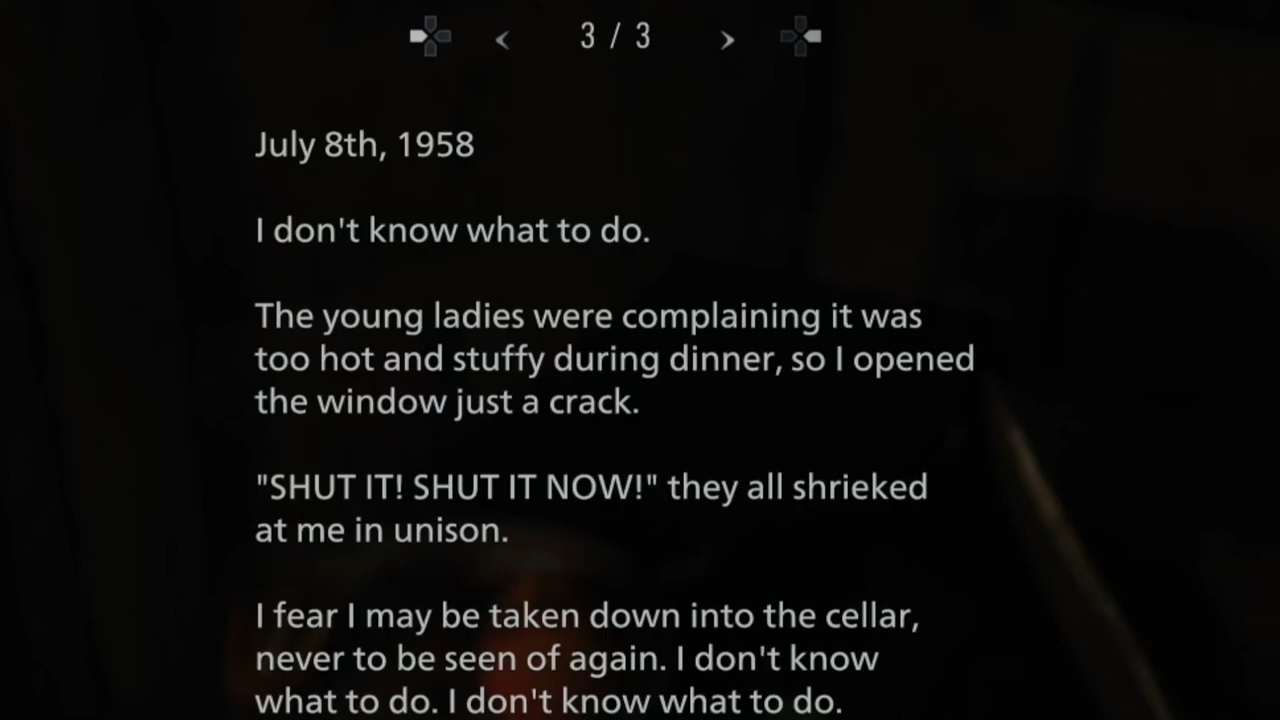 3 / 3
July 8th, 1958
I don't know what to do.
The young ladies were complaining it was
too hot and stuffy during dinner, so I opened
the window just a crack.
"SHUT IT! SHUT IT NOW!" they all shrieked
at me in unison.
I fear I may be taken down into the cellar,
never to be seen of again. I don't know
what to do. I don't know what to do.